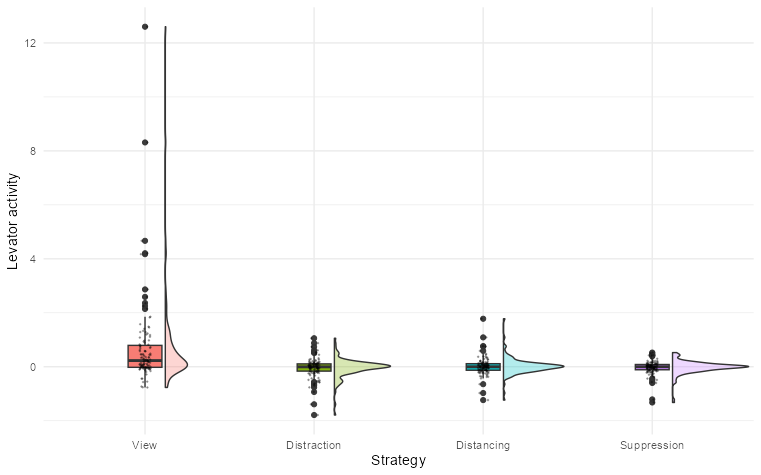 12
8
4
0
Levator activity
View Distraction Distancing Suppression
Strategy